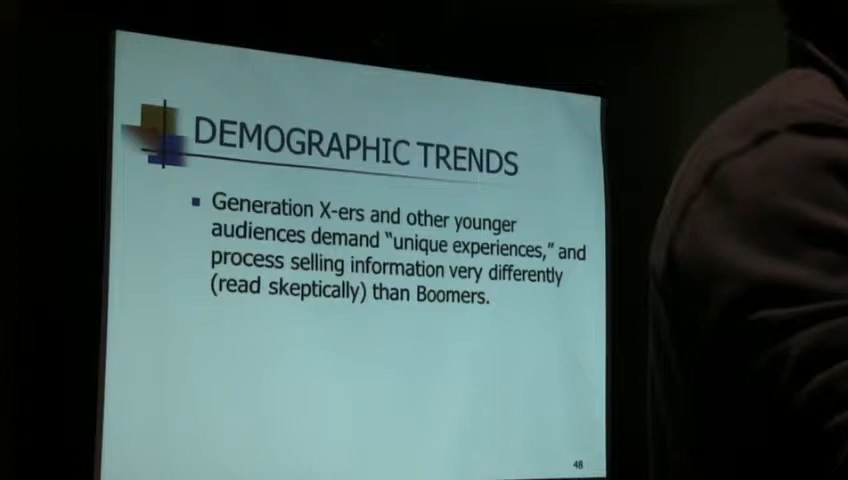 DEMOGRAPHIC TRENDS
Generation X-ers and other younger
audiences demand "unique experiences," and
process selling information very differently
(read skeptically) than Boomers.
48